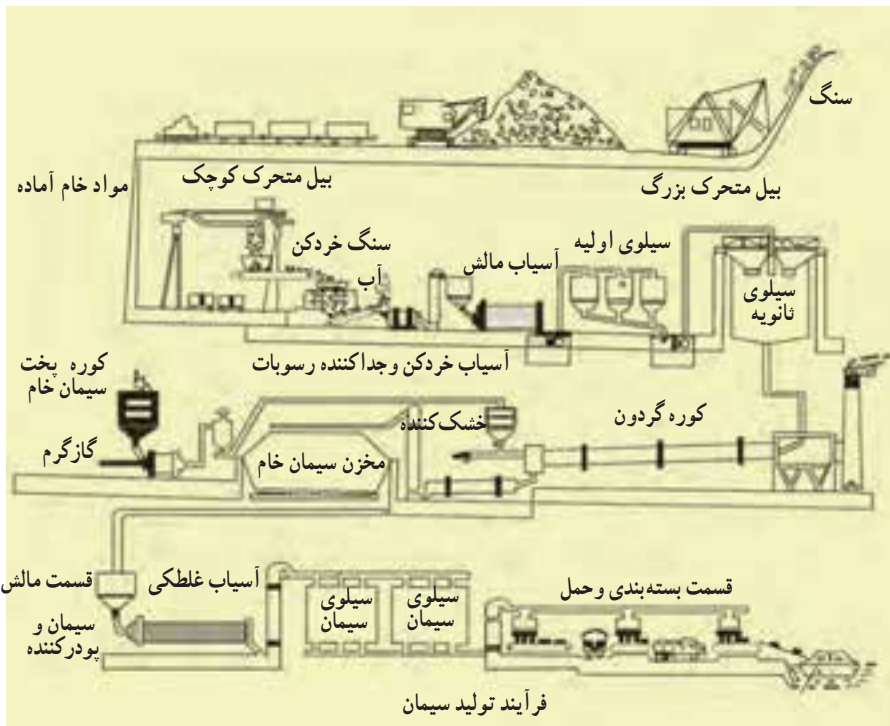 سنگ
بیل متحرک بزرگ
بیل متحرک کوچک
مواد خام آماده
سنگ خردکن
آب
آسیاب مالش
سیلوی اولیه
سیلوی
ثانویه
آسیاب خردکن وجداکننده رسوبات
کوره پخت
سیمان خام
گازگرم
مخزن سیمان خام
خشک‌کننده
کوره گردون
قسمت مالش
سیمان و
پودرکننده
آسیاب غلطکی
سیلوی
سیمان
سیلوی
سیمان
قسمت بسته‌بندی وحمل
فرآیند تولید سیمان